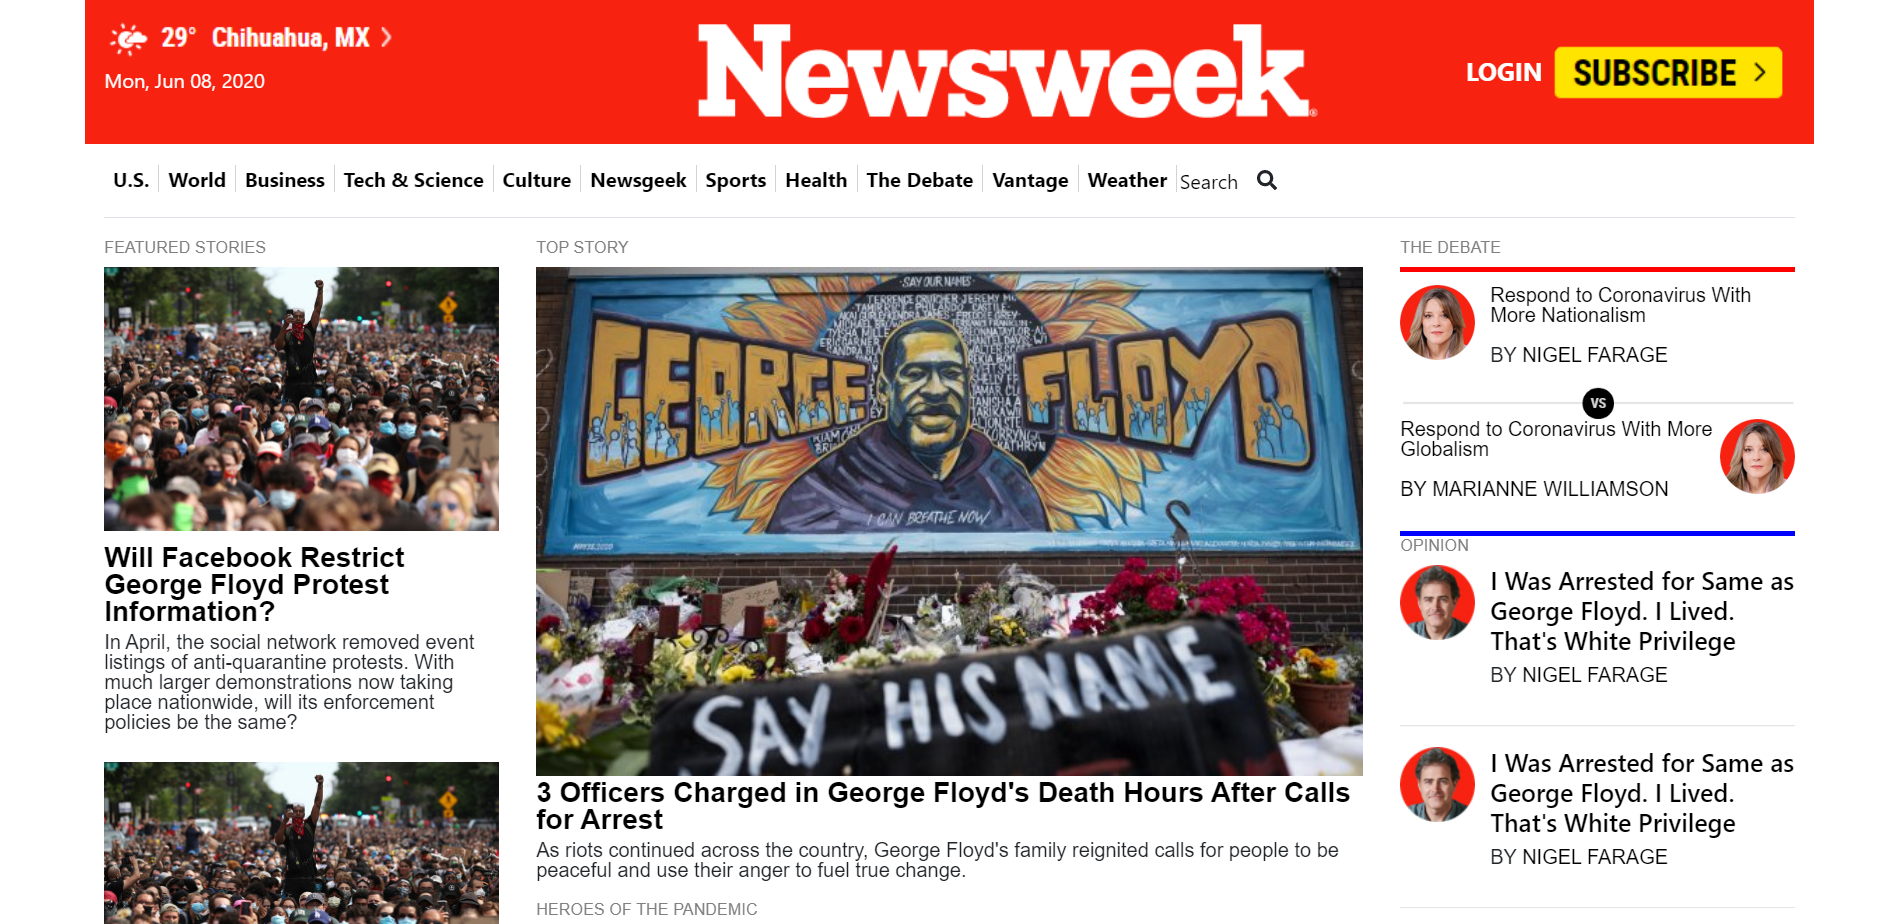 29° Chihuahua, MX
Mon, Jun 08, 2020
Newsweek
LOGIN
SUBSCRIBE
U.S.
World
Business
Tech & Science
Culture
Newsgeek
Sports
Health
The Debate
Vantage
Weather
Search
FEATURED STORIES
Will Facebook Restrict
George Floyd Protest
Information?
In April, the social network removed event
listings of anti-quarantine protests. With
much larger demonstrations now taking
place nationwide, will its enforcement
policies be the same?
TOP STORY
SAY OUR NAMES
GEORGE FLOYD
I CAN BREATHE NOW
SAY HIS NAME
3 Officers Charged in George Floyd's Death Hours After Calls
for Arrest
As riots continued across the country, George Floyd's family reignited calls for people to be
peaceful and use their anger to fuel true change.
HEROES OF THE PANDEMIC
THE DEBATE
Respond to Coronavirus With
More Nationalism
BY NIGEL FARAGE
VS
Respond to Coronavirus With More
Globalism
BY MARIANNE WILLIAMSON
OPINION
I Was Arrested for Same as
George Floyd. I Lived.
That's White Privilege
BY NIGEL FARAGE
I Was Arrested for Same as
George Floyd. I Lived.
That's White Privilege
BY NIGEL FARAGE